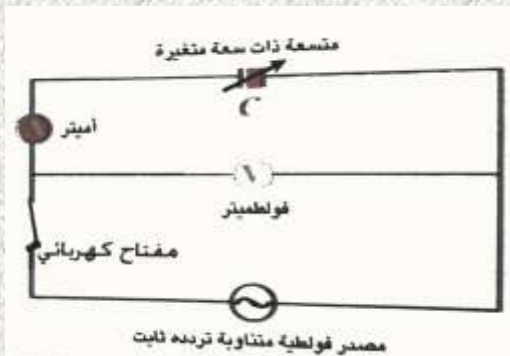 متسعة ذات سعة متغيرة
C
أميتر
V
فولطميتر
مفتاح كهربائي
مصدر فولطية متناوبة تردده ثابت